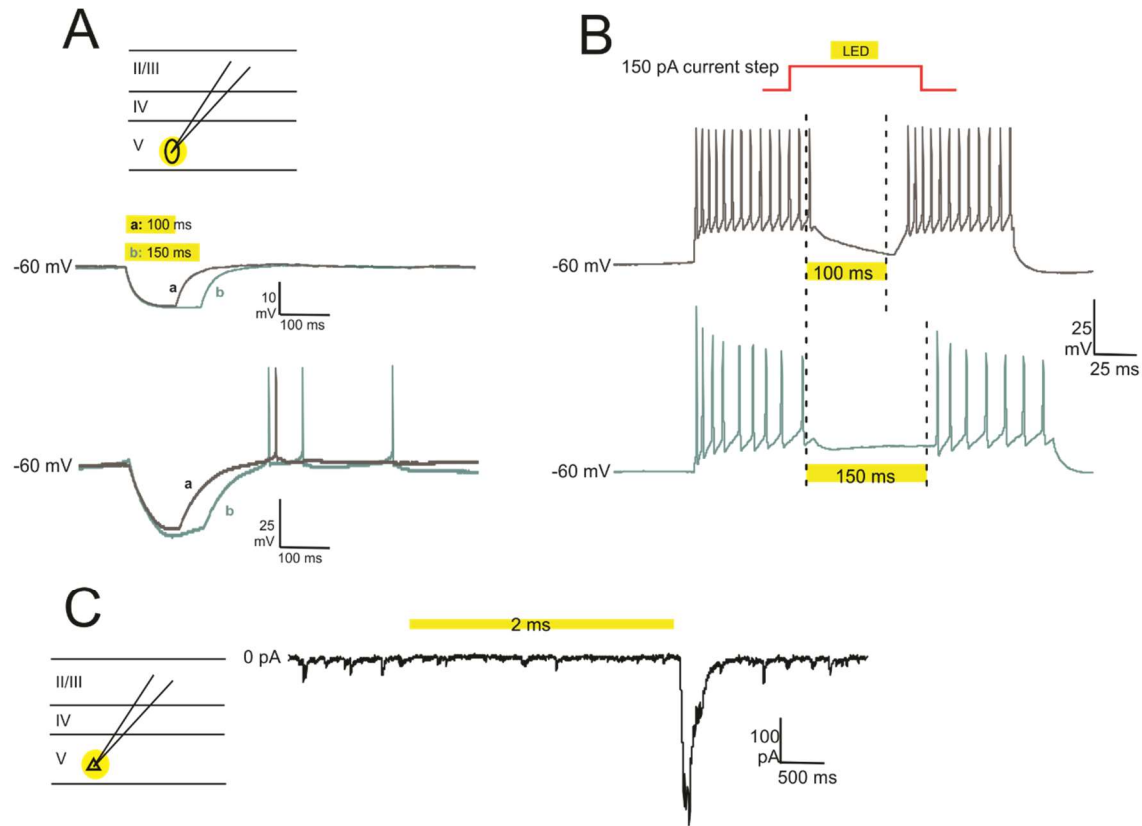 A
II/III
IV
V
a: 100 ms
b: 150 ms
-60 mV
a
b
10
mV
100 ms
-60 mV
a
b
25
mV
100 ms
B
LED
150 pA current step
-60 mV
100 ms
25
mV
25 ms
-60 mV
150 ms
C
II/III
IV
V
2 ms
0 pA
100
pA
500 ms